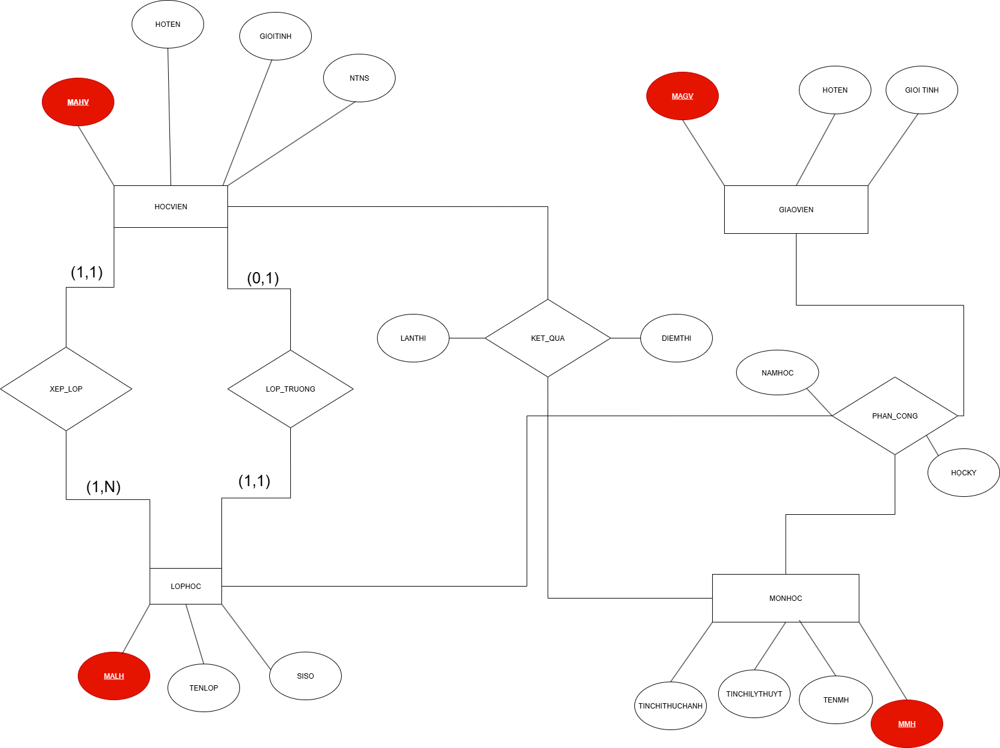 HOTEN
GIOITINH
NTNS
MAHV
MAGV
HOTEN
GIOI TINH
HOCVIEN
GIAOVIEN
(1,1)
(0,1)
LANTHI
KET_QUA
DIEMTHI
NAMHOC
XEP_LOP
LOP_TRUONG
PHAN_CONG
HỌCKY
(1,N)
(1,1)
LOPHOC
MONHOC
MALH
TENLOP
SISO
TINCHITHUCHANH
TINCHILYTHUYT
TENMH
MMH